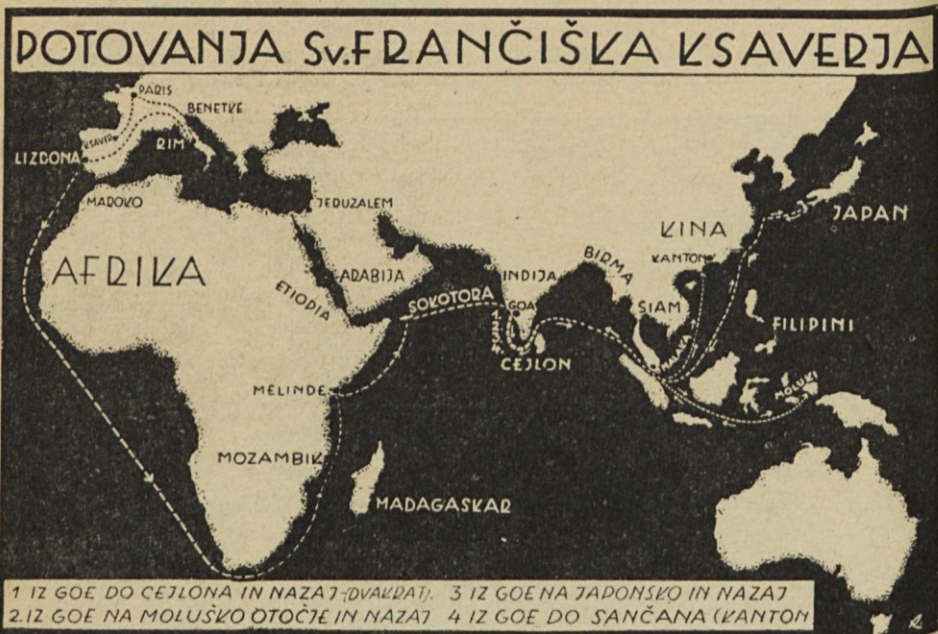 POTOVANJA Sv. FRANČIŠKA KSAVERJA
PARIS
BENETKE
KSAVER
RIM
LIZBONA
MAROKO
JERUZALEM
JAPAN
KINA
KANTON
BIRMA
INDIJA
AFRIKA
ARABIJA
ETIOPIA
SOKOTORA
GOA
SIAM
FILIPINI
CEJLON
MALAKA
MOLUKI
MELINDE
MOZAMBIK
MADAGASKAR
1 IZ GOE DO CEJLONA IN NAZAJ (DVAKRAT). 3 IZ GOE NA JAPONSKO IN NAZAJ
2. IZ GOE NA MOLUŠKO OTOČJE IN NAZAJ 4 IZ GOE DO SANČANA (KANTON